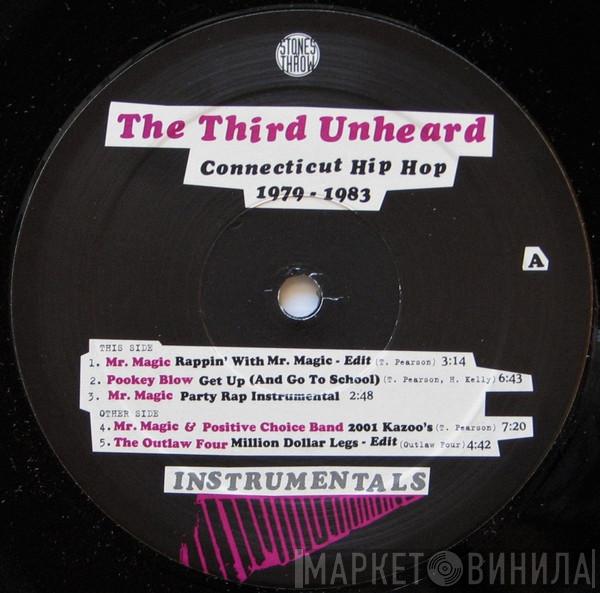 STONES
THROW
The Third Unheard
Connecticut Hip Hop
1979 - 1983
A
THIS SIDE
1. Mr. Magic Rappin' With Mr. Magic - Edit (T. Pearson) 3:14
2. Pookey Blow Get Up (And Go To School) (T. Pearson, H. Kelly) 6:43
3. Mr. Magic Party Rap Instrumental 2:48
OTHER SIDE
4. Mr. Magic & Positive Choice Band 2001 Kazoo's (T. Pearson) 7:20
5. The Outlaw Four Million Dollar Legs - Edit (Outlaw Four) 4:42
INSTRUMENTALS
МАРКЕТ ВИНИЛА